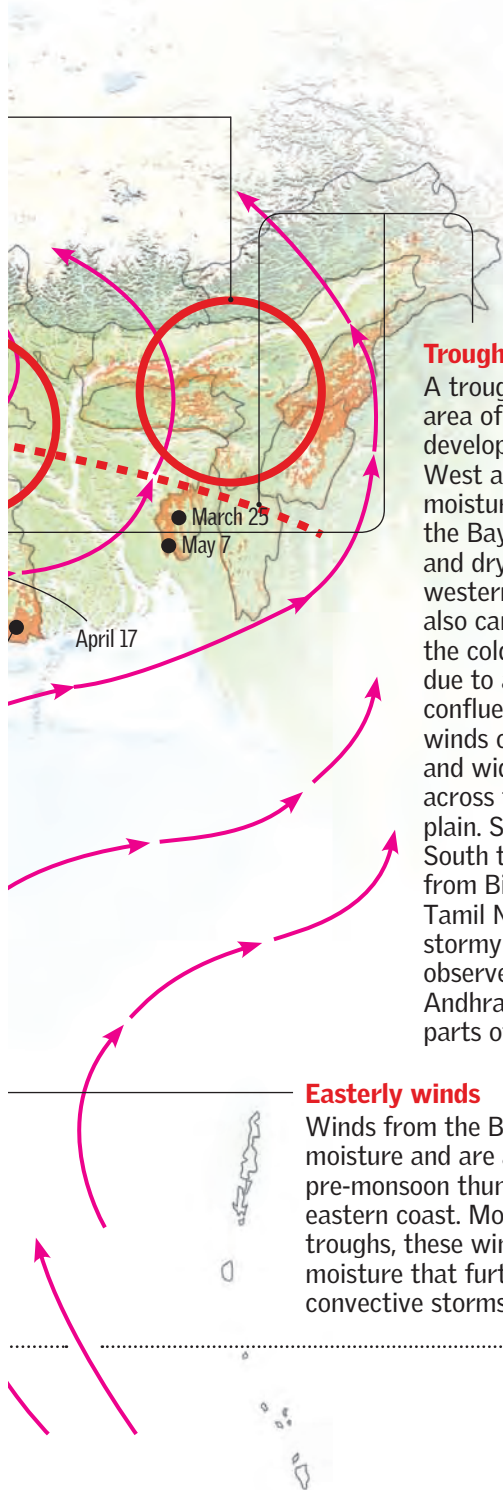 March 25
May 7
April 17
Trough
A troug
area of
develop
West a
moistur
the Bay
and dry
western
also car
the cold
due to a
conflue
winds o
and wid
across
plain. S
South t
from Bi
Tamil N
stormy
observe
Andhra
parts o
Easterly winds
Winds from the B
moisture and are
pre-monsoon thun
eastern coast. Mo
troughs, these win
moisture that furt
convective storms